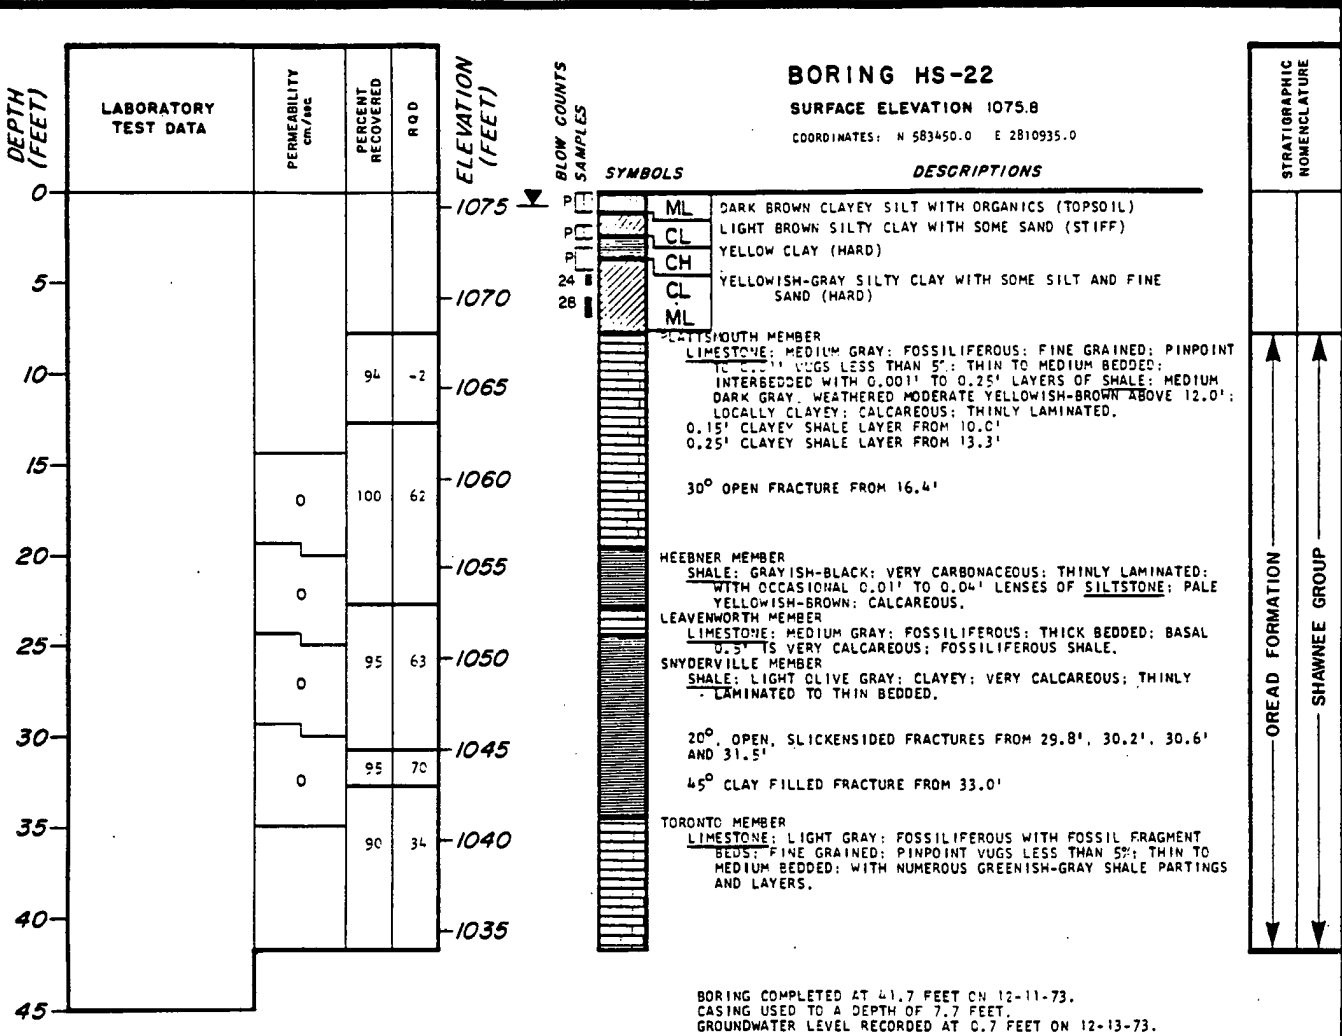 BORING HS-22
SURFACE ELEVATION 1075.8
COORDINATES: N 583450.0 E 2810935.0
DEPTH (FEET)
LABORATORY
TEST DATA
PERMEABILITY
cm/sec
PERCENT
RECOVERED
RQD
ELEVATION
(FEET)
BLOW COUNTS
SAMPLES
SYMBOLS
DESCRIPTIONS
STRATIGRAPHIC
NOMENCLATURE
0
5
10
15
20
25
30
35
40
45
0
0
0
0
94
100 62
95 63
95 70
90 34
1075
1070
1065
1060
1055
1050
1045
1040
1035
P
P
P
24
28
ML DARK BROWN CLAYEY SILT WITH ORGANICS (TOPSOIL)
CL LIGHT BROWN SILTY CLAY WITH SOME SAND (STIFF)
CH YELLOW CLAY (HARD)
CL YELLOWISH-GRAY SILTY CLAY WITH SOME SILT AND FINE
SAND (HARD)
ML
PLATTSMOUTH MEMBER
LIMESTONE: MEDIUM GRAY: FOSSILIFEROUS: FINE GRAINED: PINPOINT
TO VUGS LESS THAN 5%: THIN TO MEDIUM BEDDED:
INTERBEDDED WITH 0.001' TO 0.25' LAYERS OF SHALE: MEDIUM
DARK GRAY, WEATHERED MODERATE YELLOWISH-BROWN ABOVE 12.0':
LOCALLY CLAYEY: CALCAREOUS: THINLY LAMINATED.
0.15' CLAYEY SHALE LAYER FROM 10.0'
0.25' CLAYEY SHALE LAYER FROM 13.3'
30° OPEN FRACTURE FROM 16.4'
HEEBNER MEMBER
SHALE: GRAYISH-BLACK: VERY CARBONACEOUS: THINLY LAMINATED:
WITH OCCASIONAL 0.01' TO 0.04' LENSES OF SILTSTONE: PALE
YELLOWISH-BROWN: CALCAREOUS.
LEAVENWORTH MEMBER
LIMESTONE: MEDIUM GRAY: FOSSILIFEROUS: THICK BEDDED: BASAL
0.5' IS VERY CALCAREOUS: FOSSILIFEROUS SHALE.
SNYDERVILLE MEMBER
SHALE: LIGHT OLIVE GRAY: CLAYEY: VERY CALCAREOUS: THINLY
LAMINATED TO THIN BEDDED.
20°, OPEN, SLICKENSIDED FRACTURES FROM 29.8', 30.2', 30.6'
AND 31.5'
45° CLAY FILLED FRACTURE FROM 33.0'
TORONTO MEMBER
LIMESTONE: LIGHT GRAY: FOSSILIFEROUS WITH FOSSIL FRAGMENT
BEDS: FINE GRAINED: PINPOINT VUGS LESS THAN 5%: THIN TO
MEDIUM BEDDED: WITH NUMEROUS GREENISH-GRAY SHALE PARTINGS
AND LAYERS.
OREAD FORMATION
SHAWNEE GROUP
BORING COMPLETED AT 41.7 FEET ON 12-11-73.
CASING USED TO A DEPTH OF 7.7 FEET.
GROUNDWATER LEVEL RECORDED AT 0.7 FEET ON 12-13-73.